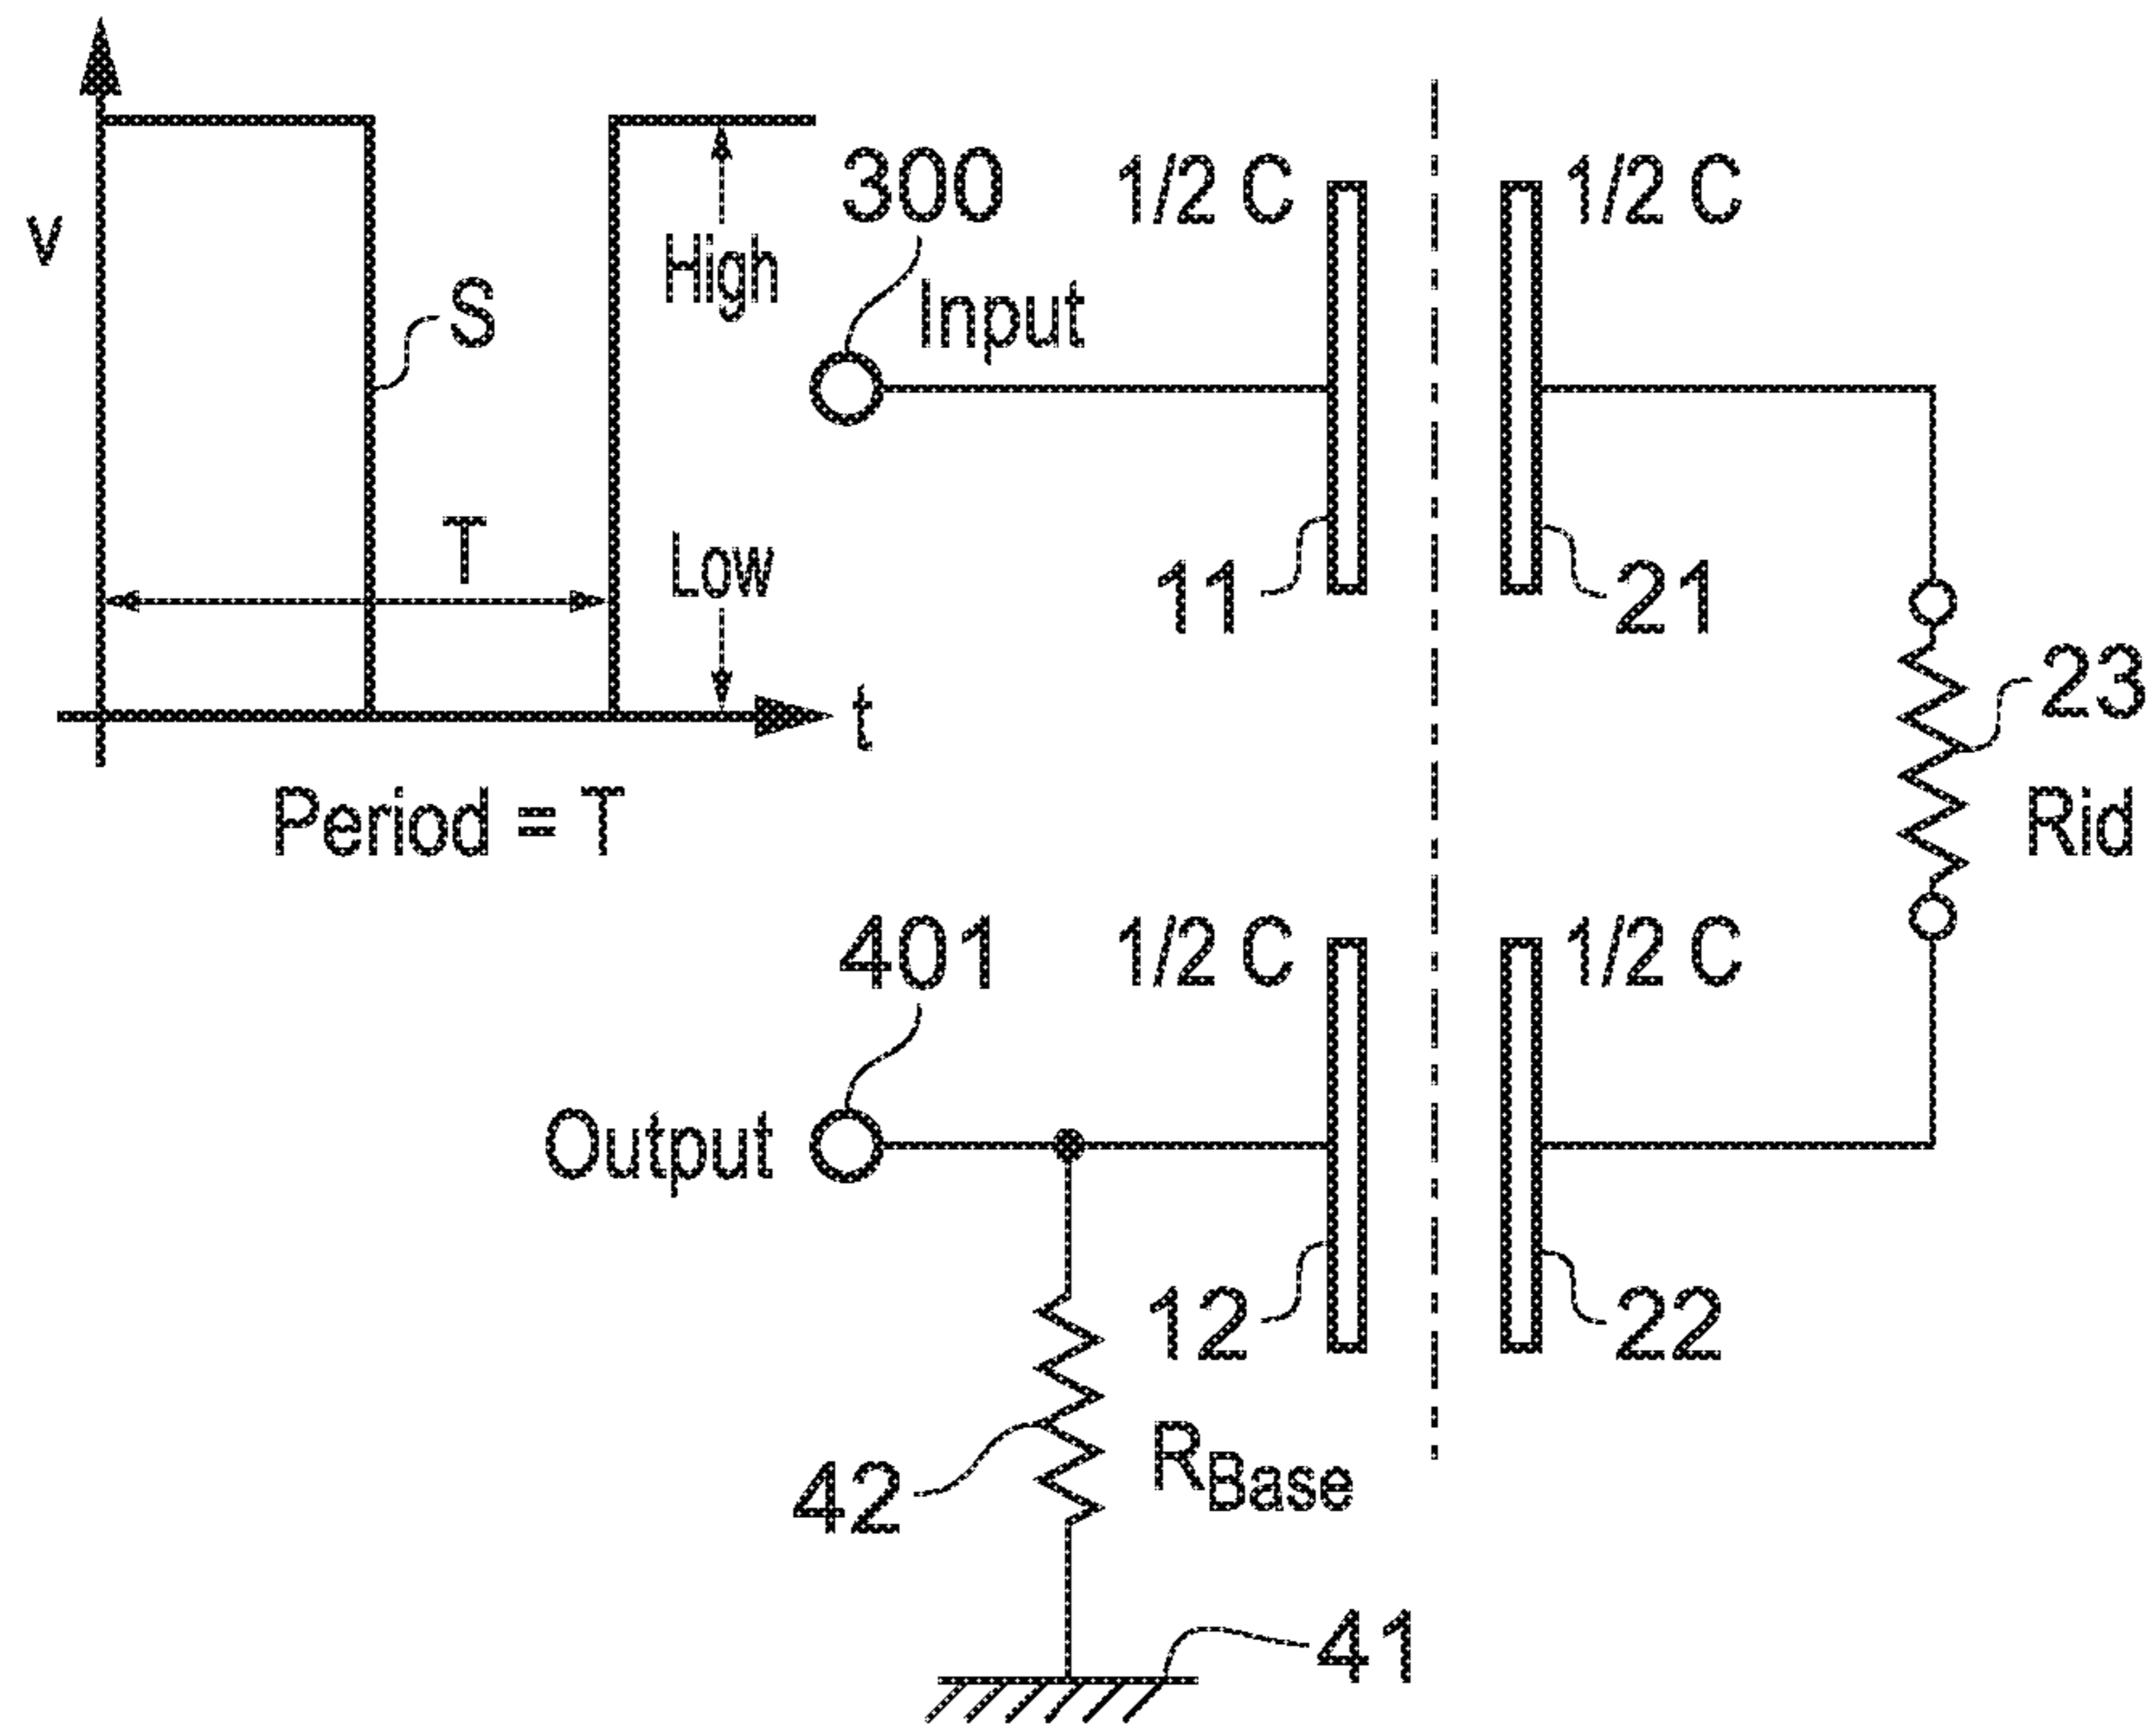 v
S
T
High
Low
t
Period = T
300
Input
1/2 C
1/2 C
11
21
23
Rid
401
Output
1/2 C
1/2 C
12
22
42
RBase
41